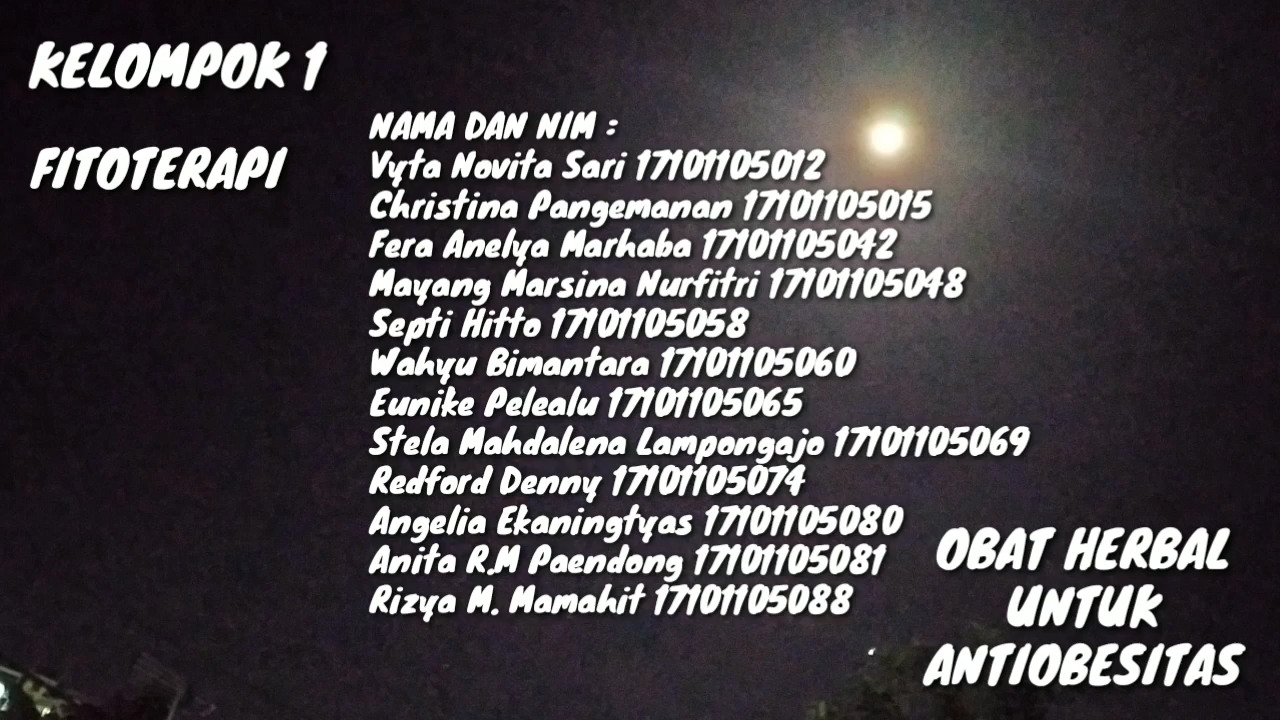 KELOMPOK 1
FITOTERAPI
NAMA DAN NIM :
Vyta Novita Sari 17101105012
Christina Pangemanan 17101105015
Fera Anelya Marhaba 17101105042
Mayang Marsina Nurfitri 17101105048
Septi Hitto 17101105058
Wahyu Bimantara 17101105060
Eunike Pelealu 17101105065
Stela Mahdalena Lampongajo 17101105069
Redford Denny 17101105074
Angelia Ekaningtyas 17101105080
Anita R.M Paendong 17101105081
Rizya M. Mamahit 17101105088
OBAT HERBAL
UNTUK
ANTIOBESITAS